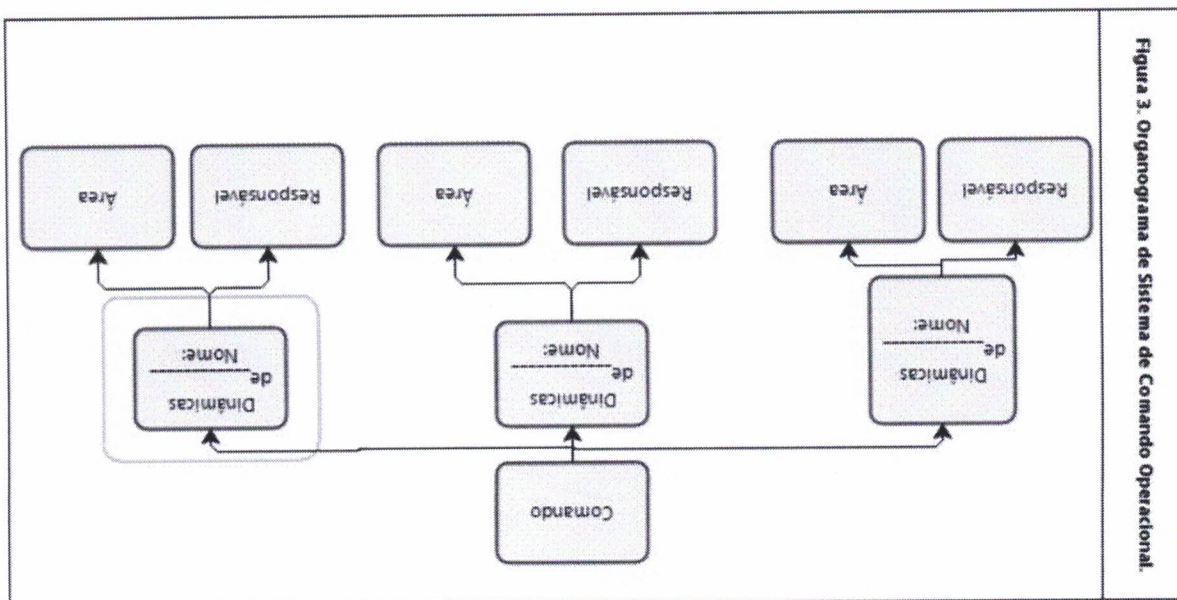 Figura 3. Organograma de Sistema de Comando Operacional.
Comando
Dinâmicas
de
Nome:
Dinâmicas
de
Nome:
Dinâmicas
de
Nome:
Responsável
Área
Responsável
Área
Responsável
Área